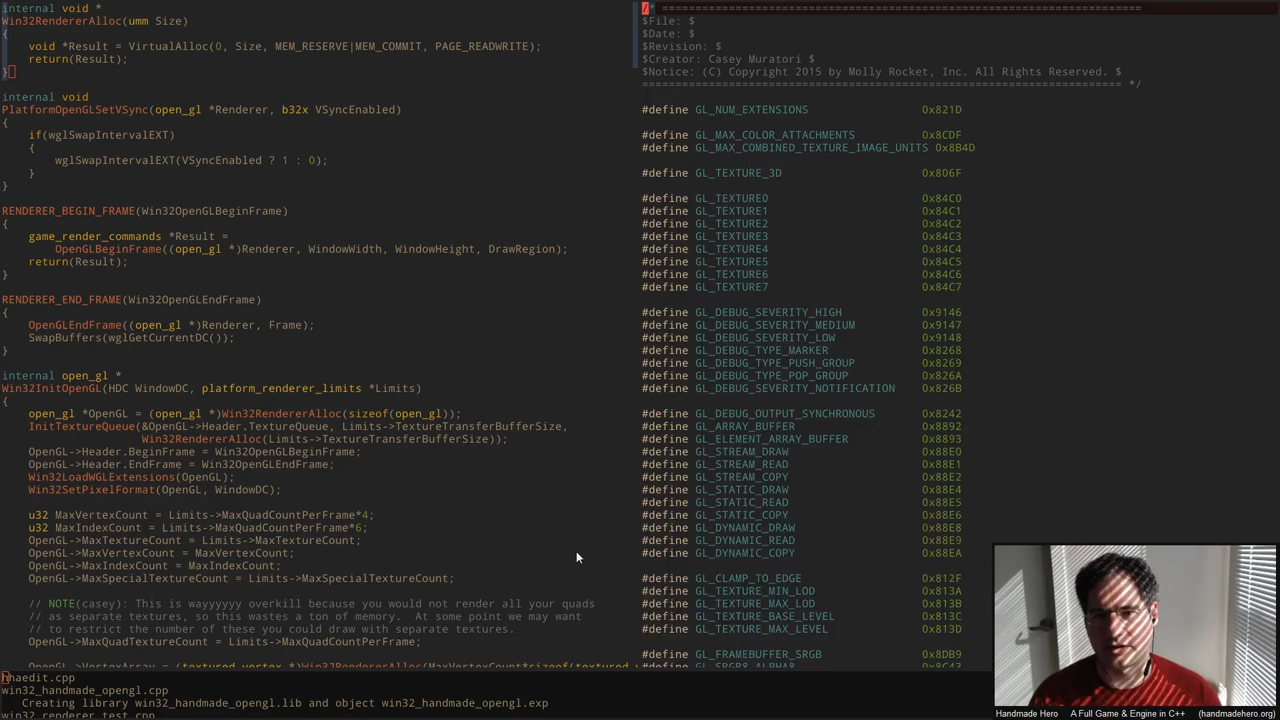 internal void *
Win32RendererAlloc(umm Size)
{
void *Result = VirtualAlloc(0, Size, MEM_RESERVE|MEM_COMMIT, PAGE_READWRITE);
return(Result);
}
internal void
PlatformOpenGLSetVSync(open_gl *Renderer, b32x VSyncEnabled)
{
if(wglSwapIntervalEXT)
{
wglSwapIntervalEXT(VSyncEnabled ? 1 : 0);
}
}
RENDERER_BEGIN_FRAME(Win32OpenGLBeginFrame)
{
game_render_commands *Result =
OpenGLBeginFrame((open_gl *)Renderer, WindowWidth, WindowHeight, DrawRegion);
return(Result);
}
RENDERER_END_FRAME(Win32OpenGLEndFrame)
{
OpenGLEndFrame((open_gl *)Renderer, Frame);
SwapBuffers(wglGetCurrentDC());
}
internal open_gl *
Win32InitOpenGL(HDC WindowDC, platform_renderer_limits *Limits)
{
open_gl *OpenGL = (open_gl *)Win32RendererAlloc(sizeof(open_gl));
InitTextureQueue(&OpenGL->Header.TextureQueue, Limits->TextureTransferBufferSize,
Win32RendererAlloc(Limits->TextureTransferBufferSize));
OpenGL->Header.BeginFrame = Win32OpenGLBeginFrame;
OpenGL->Header.EndFrame = Win32OpenGLEndFrame;
Win32LoadWGLExtensions(OpenGL);
Win32SetPixelFormat(OpenGL, WindowDC);
u32 MaxVertexCount = Limits->MaxQuadCountPerFrame*4;
u32 MaxIndexCount = Limits->MaxQuadCountPerFrame*6;
OpenGL->MaxTextureCount = Limits->MaxTextureCount;
OpenGL->MaxVertexCount = MaxVertexCount;
OpenGL->MaxIndexCount = MaxIndexCount;
OpenGL->MaxSpecialTextureCount = Limits->MaxSpecialTextureCount;
// NOTE(casey): This is wayyyyyy overkill because you would not render all your quads
// as separate textures, so this wastes a ton of memory.  At some point we may want
// to restrict the number of these you could draw with separate textures.
OpenGL->MaxQuadTextureCount = Limits->MaxQuadCountPerFrame;
OpenGL->VertexArray = (textured_vertex *)Win32RendererAlloc(MaxVertexCount*sizeof(textured_
/* ========================================================================
$File: $
$Date: $
$Revision: $
$Creator: Casey Muratori $
$Notice: (C) Copyright 2015 by Molly Rocket, Inc. All Rights Reserved. $
======================================================================== */
#define GL_NUM_EXTENSIONS 0x821D
#define GL_MAX_COLOR_ATTACHMENTS 0x8CDF
#define GL_MAX_COMBINED_TEXTURE_IMAGE_UNITS 0x8B4D
#define GL_TEXTURE_3D 0x806F
#define GL_TEXTURE0 0x84C0
#define GL_TEXTURE1 0x84C1
#define GL_TEXTURE2 0x84C2
#define GL_TEXTURE3 0x84C3
#define GL_TEXTURE4 0x84C4
#define GL_TEXTURE5 0x84C5
#define GL_TEXTURE6 0x84C6
#define GL_TEXTURE7 0x84C7
#define GL_DEBUG_SEVERITY_HIGH 0x9146
#define GL_DEBUG_SEVERITY_MEDIUM 0x9147
#define GL_DEBUG_SEVERITY_LOW 0x9148
#define GL_DEBUG_TYPE_MARKER 0x8268
#define GL_DEBUG_TYPE_PUSH_GROUP 0x8269
#define GL_DEBUG_TYPE_POP_GROUP 0x826A
#define GL_DEBUG_SEVERITY_NOTIFICATION 0x826B
#define GL_DEBUG_OUTPUT_SYNCHRONOUS 0x8242
#define GL_ARRAY_BUFFER 0x8892
#define GL_ELEMENT_ARRAY_BUFFER 0x8893
#define GL_STREAM_DRAW 0x88E0
#define GL_STREAM_READ 0x88E1
#define GL_STREAM_COPY 0x88E2
#define GL_STATIC_DRAW 0x88E4
#define GL_STATIC_READ 0x88E5
#define GL_STATIC_COPY 0x88E6
#define GL_DYNAMIC_DRAW 0x88E8
#define GL_DYNAMIC_READ 0x88E9
#define GL_DYNAMIC_COPY 0x88EA
#define GL_CLAMP_TO_EDGE 0x812F
#define GL_TEXTURE_MIN_LOD 0x813A
#define GL_TEXTURE_MAX_LOD 0x813B
#define GL_TEXTURE_BASE_LEVEL 0x813C
#define GL_TEXTURE_MAX_LEVEL 0x813D
#define GL_FRAMEBUFFER_SRGB 0x8DB9
#define GL_SRGB8_ALPHA8 0x8C43
hhaedit.cpp
win32_handmade_opengl.cpp
Creating library win32_handmade_opengl.lib and object win32_handmade_opengl.exp
win32_renderer_test.cpp
Handmade Hero A Full Game & Engine in C++ (handmadehero.org)